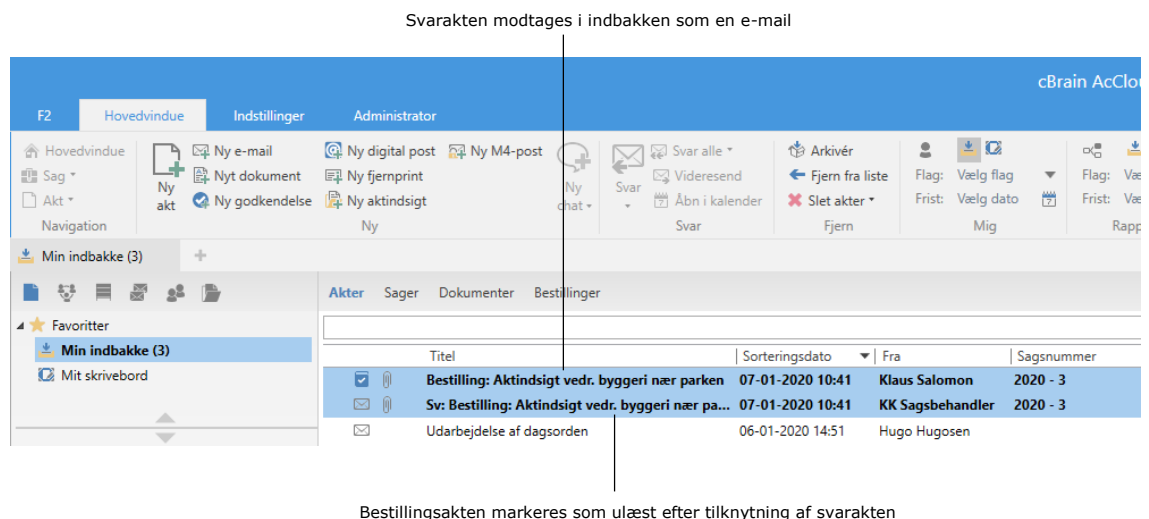 Svarakten modtages i indbakken som en e-mail
cBrain AcClou
F2 Hovedvindue Indstillinger Administrator
Hovedvindue
Sag
Akt
Navigation
Ny akt
Ny e-mail
Nyt dokument
Ny godkendelse
Ny digital post
Ny fjernprint
Ny aktindsigt
Ny M4-post
Ny chat
Ny
Svar
Svar alle
Videresend
Åbn i kalender
Svar
Arkivér
Fjern fra liste
Slet akter
Fjern
Flag: Vælg flag
Frist: Vælg dato
Mig
Flag: Væ
Frist: Væ
Rapp
Min indbakke (3) +
Akter Sager Dokumenter Bestillinger
Favoritter
Min indbakke (3)
Mit skrivebord
Titel Sorteringsdato Fra Sagsnummer
Bestilling: Aktindsigt vedr. byggeri nær parken 07-01-2020 10:41 Klaus Salomon 2020 - 3
Sv: Bestilling: Aktindsigt vedr. byggeri nær pa... 07-01-2020 10:41 KK Sagsbehandler 2020 - 3
Udarbejdelse af dagsorden 06-01-2020 14:51 Hugo Hugosen
Bestillingsakten markeres som ulæst efter tilknytning af svarakten